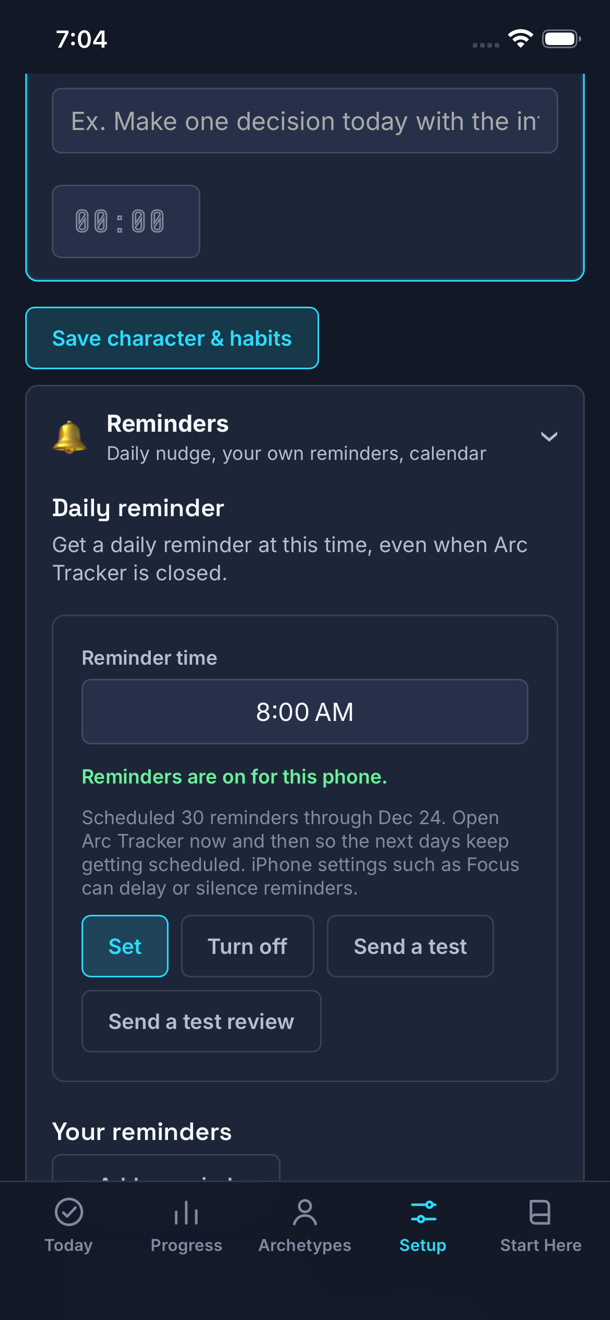 7:04
Ex. Make one decision today with the in
00:00
Save character & habits
Reminders
Daily nudge, your own reminders, calendar
Daily reminder
Get a daily reminder at this time, even when Arc
Tracker is closed.
Reminder time
8:00 AM
Reminders are on for this phone.
Scheduled 30 reminders through Dec 24. Open
Arc Tracker now and then so the next days keep
getting scheduled. iPhone settings such as Focus
can delay or silence reminders.
Set
Turn off
Send a test
Send a test review
Your reminders
Today
Progress
Archetypes
Setup
Start Here